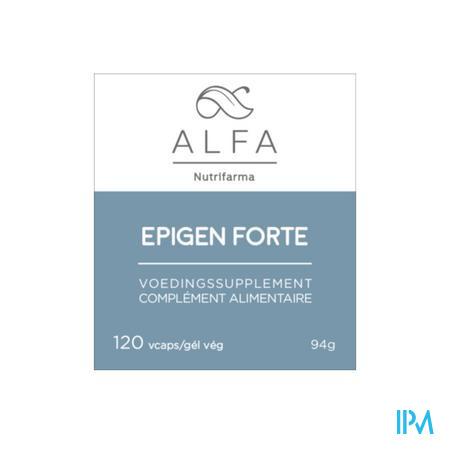 ALFA
Nutrifarma
EPIGEN FORTE
VOEDINGSSUPPLEMENT
COMPLÉMENT ALIMENTAIRE
120 vcaps/gél vég 94g
IPM